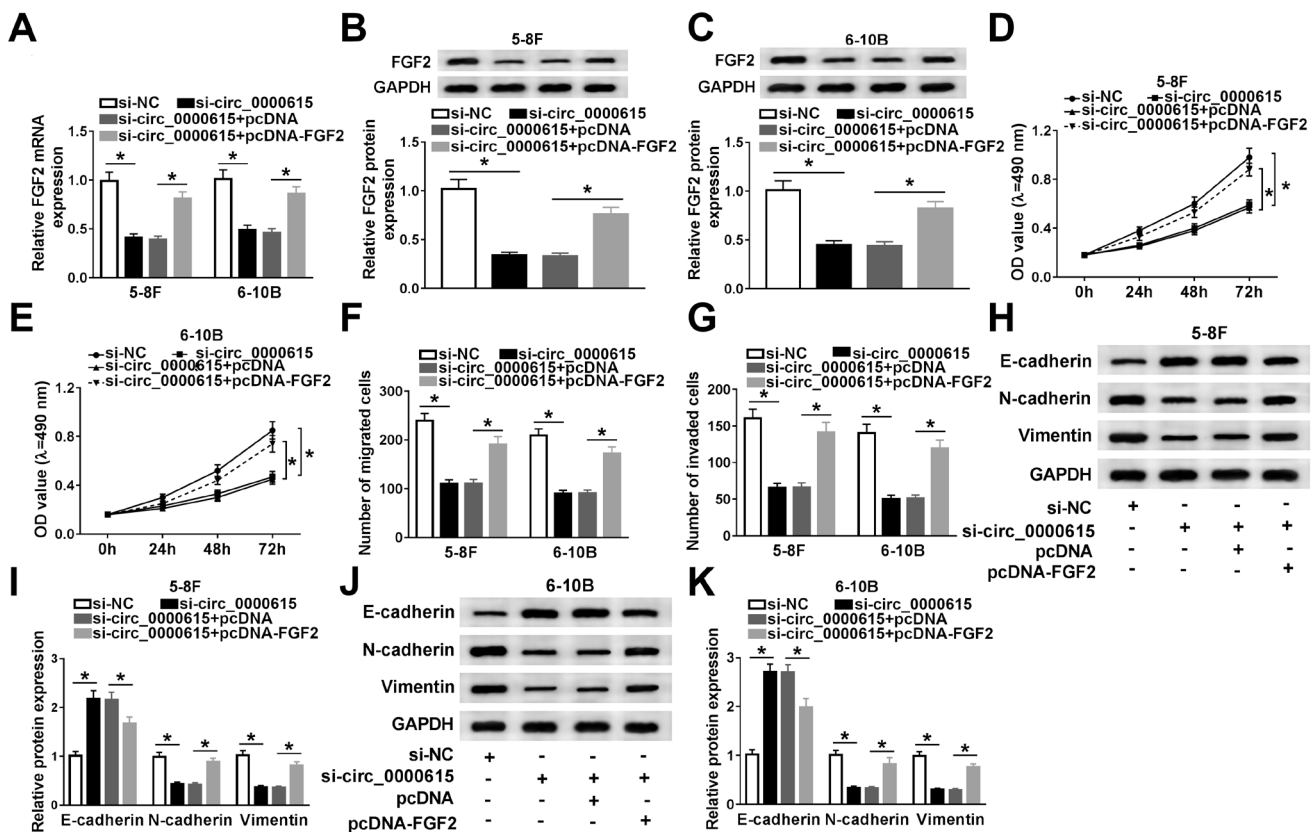 A
si-NC si-circ_0000615
si-circ_0000615+pcDNA
si-circ_0000615+pcDNA-FGF2
Relative FGF2 mRNA
expression
1.5
1.0
0.5
0.0
* * * *
5-8F 6-10B
B
5-8F
FGF2
GAPDH
si-NC si-circ_0000615
si-circ_0000615+pcDNA
si-circ_0000615+pcDNA-FGF2
Relative FGF2 protein
expression
1.5
1.0
0.5
0.0
* *
C
6-10B
FGF2
GAPDH
si-NC si-circ_0000615
si-circ_0000615+pcDNA
si-circ_0000615+pcDNA-FGF2
Relative FGF2 protein
expression
1.5
1.0
0.5
0.0
* *
D
5-8F
si-NC si-circ_0000615
si-circ_0000615+pcDNA
si-circ_0000615+pcDNA-FGF2
OD value (λ=490 nm)
1.2
0.8
0.4
0.0
* *
0h 24h 48h 72h
E
6-10B
si-NC si-circ_0000615
si-circ_0000615+pcDNA
si-circ_0000615+pcDNA-FGF2
OD value (λ=490 nm)
1.2
0.8
0.4
0.0
* *
0h 24h 48h 72h
F
si-NC si-circ_0000615
si-circ_0000615+pcDNA
si-circ_0000615+pcDNA-FGF2
Number of migrated cells
300
200
100
0
* * * *
5-8F 6-10B
G
si-NC si-circ_0000615
si-circ_0000615+pcDNA
si-circ_0000615+pcDNA-FGF2
Number of invaded cells
200
150
100
50
0
* * * *
5-8F 6-10B
H
5-8F
E-cadherin
N-cadherin
Vimentin
GAPDH
si-NC + - - -
si-circ_0000615 - + + +
pcDNA - - + -
pcDNA-FGF2 - - - +
I
5-8F
si-NC si-circ_0000615
si-circ_0000615+pcDNA
si-circ_0000615+pcDNA-FGF2
Relative protein expression
3
2
1
0
* * * * * *
E-cadherin N-cadherin Vimentin
J
6-10B
E-cadherin
N-cadherin
Vimentin
GAPDH
si-NC + - - -
si-circ_0000615 - + + +
pcDNA - - + -
pcDNA-FGF2 - - - +
K
6-10B
si-NC si-circ_0000615
si-circ_0000615+pcDNA
si-circ_0000615+pcDNA-FGF2
Relative protein expression
3
2
1
0
* * * * * *
E-cadherin N-cadherin Vimentin